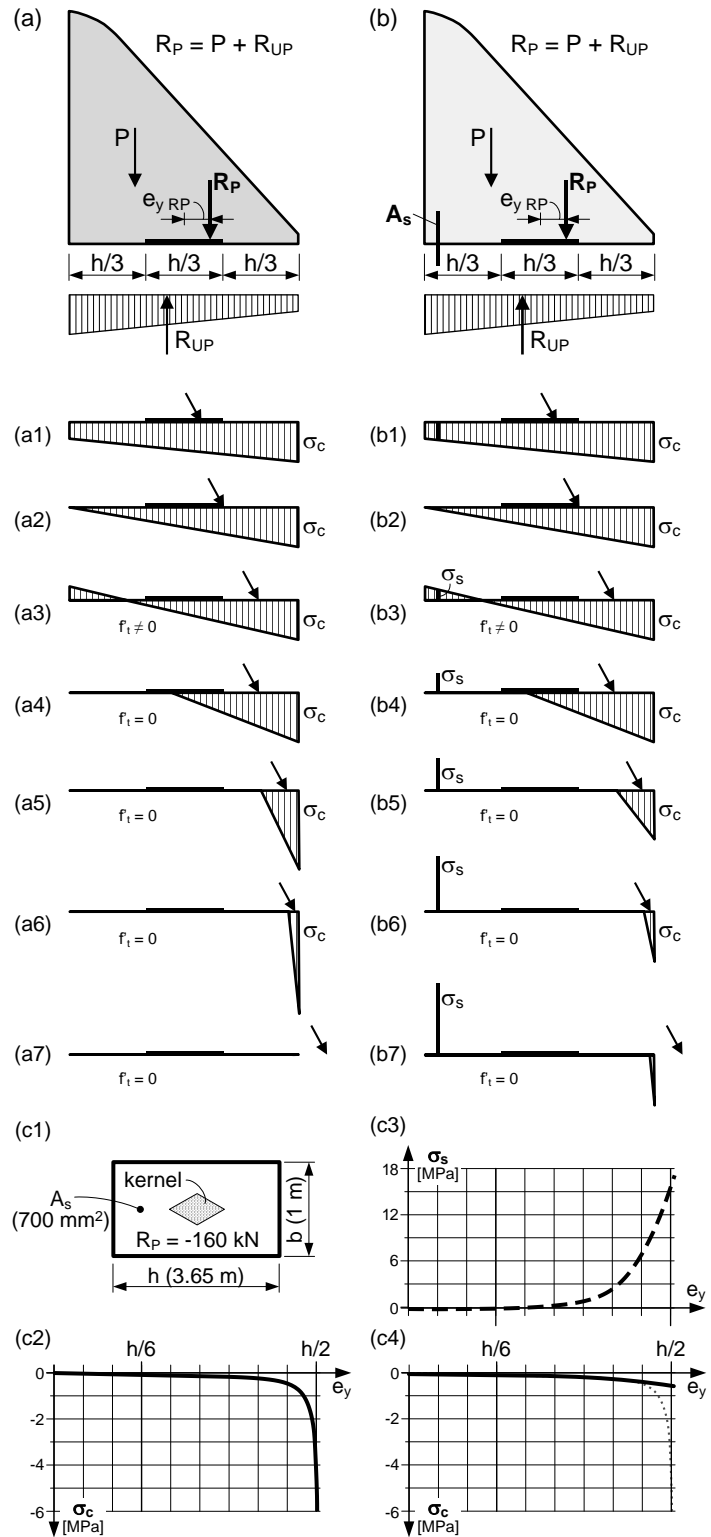 (a)
R_P = P + R_UP
P
R_P
e_y RP
h/3 h/3 h/3
R_UP
(b)
R_P = P + R_UP
P
R_P
e_y RP
A_s
h/3 h/3 h/3
R_UP
(a1) σ_c
(b1) σ_c
(a2) σ_c
(b2) σ_c
(a3) f'_t ≠ 0 σ_c
(b3) σ_s f'_t ≠ 0 σ_c
(a4) f'_t = 0 σ_c
(b4) σ_s f'_t = 0 σ_c
(a5) f'_t = 0 σ_c
(b5) σ_s f'_t = 0 σ_c
(a6) f'_t = 0 σ_c
(b6) σ_s f'_t = 0 σ_c
(a7) f'_t = 0
(b7) σ_s f'_t = 0
(c1)
kernel
A_s
(700 mm²)
R_P = -160 kN
b (1 m)
h (3.65 m)
(c3)
σ_s
[MPa]
18
12
6
0
e_y
(c2)
h/6 h/2
0
e_y
-2
-4
-6
σ_c
[MPa]
(c4)
h/6 h/2
0
e_y
-2
-4
-6
σ_c
[MPa]